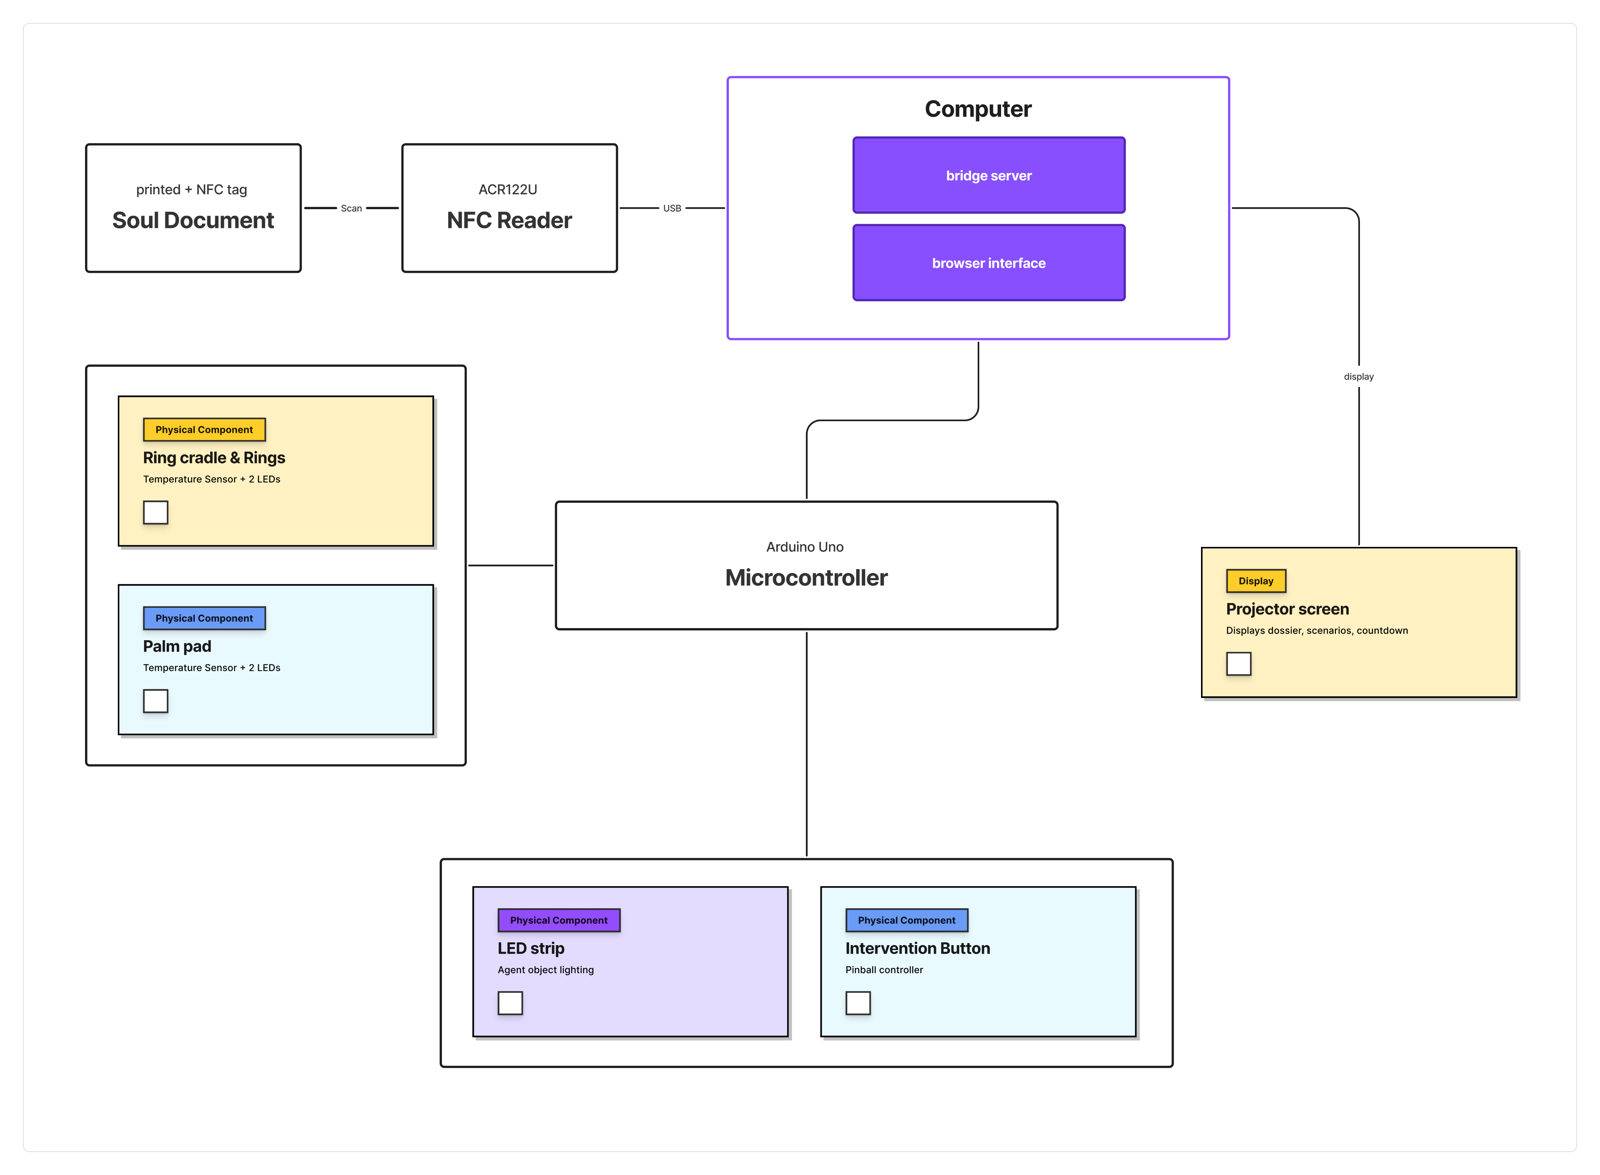 Computer
bridge server
browser interface
printed + NFC tag
Soul Document
Scan
ACR122U
NFC Reader
USB
display
Physical Component
Ring cradle & Rings
Temperature Sensor + 2 LEDs
Physical Component
Palm pad
Temperature Sensor + 2 LEDs
Arduino Uno
Microcontroller
Display
Projector screen
Displays dossier, scenarios, countdown
Physical Component
LED strip
Agent object lighting
Physical Component
Intervention Button
Pinball controller